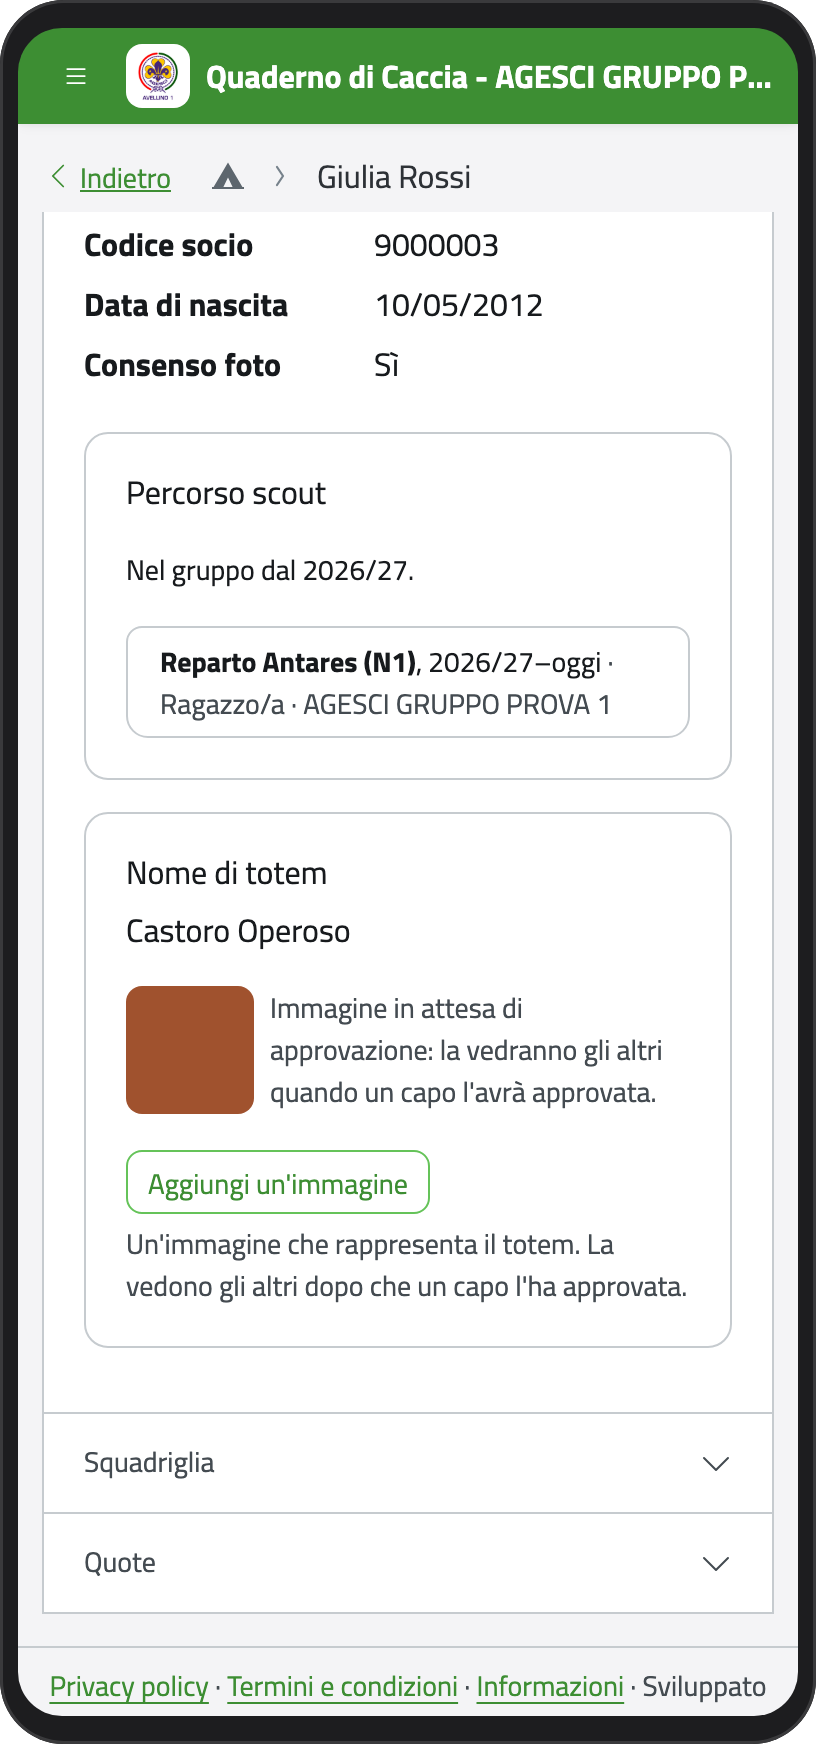 AVELLINO 1
Quaderno di Caccia - AGESCI GRUPPO P...
Indietro
Giulia Rossi
Codice socio 9000003
Data di nascita 10/05/2012
Consenso foto Sì
Percorso scout
Nel gruppo dal 2026/27.
Reparto Antares (N1), 2026/27–oggi ·
Ragazzo/a · AGESCI GRUPPO PROVA 1
Nome di totem
Castoro Operoso
Immagine in attesa di
approvazione: la vedranno gli altri
quando un capo l'avrà approvata.
Aggiungi un'immagine
Un'immagine che rappresenta il totem. La
vedono gli altri dopo che un capo l'ha approvata.
Squadriglia
Quote
Privacy policy · Termini e condizioni · Informazioni · Sviluppato